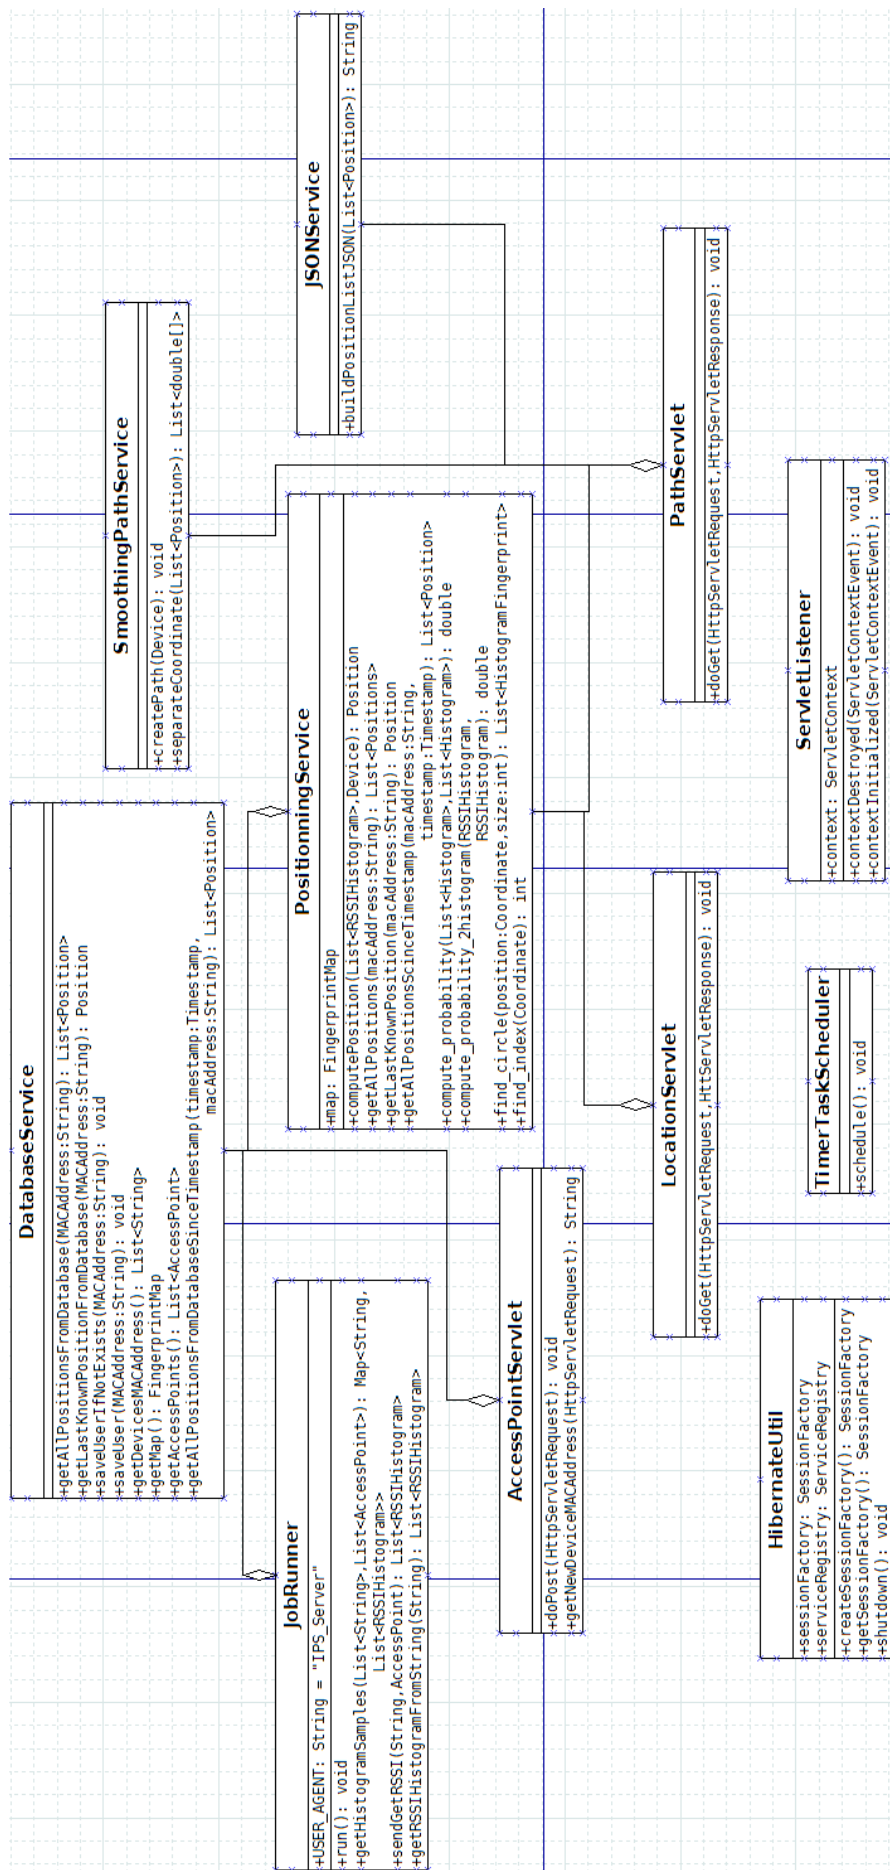 DatabaseService
+getAllPositionsFromDatabase(MACAddress:String): List<Position>
+getLastKnownPositionFromDatabase(MACAddress:String): Position
+saveUserIfNotExists(MACAddress:String): void
+saveUser(MACAddress:String): void
+getDevicesMACAddress(): List<String>
+getMap(): FingerprintMap
+getAccessPoints(): List<AccessPoint>
+getAllPositionsFromDatabaseSinceTimestamp(timestamp:Timestamp,
macAddress:String): List<Position>
SmoothingPathService
+createPath(Device): void
+separateCoordinate(List<Position>): List<double[]>
JobRunner
+USER_AGENT: String = "IPS_Server"
+run(): void
+getHistogramSamples(List<String>,List<AccessPoint>): Map<String,
List<RSSIHistogram>>
+sendGetRSSI(String,AccessPoint): List<RSSIHistogram>
+getRSSIHistogramFromString(String): List<RSSIHistogram>
PositionningService
+map: FingerprintMap
+computePosition(List<RSSIHistogram>,Device): Position
+getAllPositions(macAddress:String): List<Positions>
+getLastKnownPosition(macAddress:String): Position
+getAllPositionsScinceTimestamp(macAddress:String,
timestamp:Timestamp): List<Position>
+compute_probability(List<Histogram>,List<Histogram>): double
+compute_probability_2histogram(RSSIHistogram,
RSSIHistogram): double
+find_circle(position:Coordinate,size:int): List<HistogramFingerprint>
+find_index(Coordinate): int
JSONService
+buildPositionListJSON(List<Position>): String
AccessPointServlet
+doPost(HttpServletRequest): void
+getNewDeviceMACAddress(HttpServletRequest): String
LocationServlet
+doGet(HttpServletRequest,HttServletResponse): void
PathServlet
+doGet(HttpServletRequest,HttpServletResponse): void
HibernateUtil
+sessionFactory: SessionFactory
+serviceRegistry: ServiceRegistry
+createSessionFactory(): SessionFactory
+getSessionFactory(): SessionFactory
+shutdown(): void
TimerTaskScheduler
+schedule(): void
ServletListener
+context: ServletContext
+contextDestroyed(ServletContextEvent): void
+contextInitialized(ServletContextEvent): void